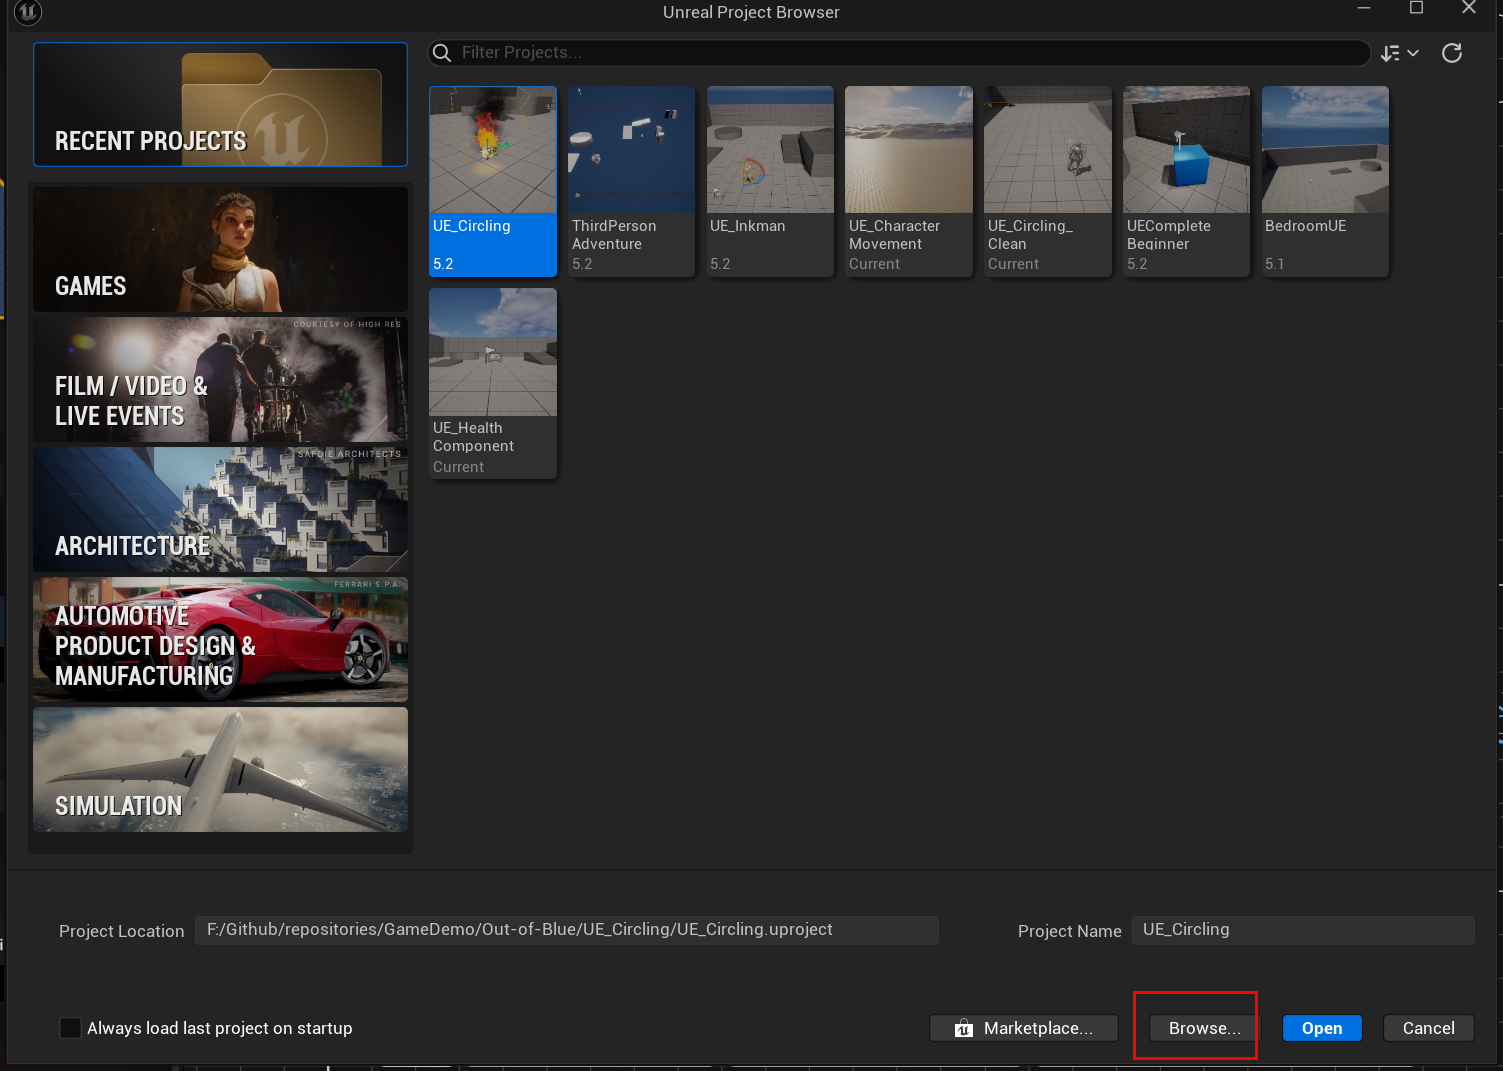 Unreal Project Browser
RECENT PROJECTS
Filter Projects...
UE_Circling
5.2
ThirdPerson
Adventure
5.2
UE_Inkman
5.2
UE_Character
Movement
Current
UE_Circling_
Clean
Current
UEComplete
Beginner
5.2
BedroomUE
5.1
UE_Health
Component
Current
GAMES
COURTESY OF HIGH RES
FILM / VIDEO &
LIVE EVENTS
SAFDIE ARCHITECTS
ARCHITECTURE
FERRARI S.P.A.
AUTOMOTIVE
PRODUCT DESIGN &
MANUFACTURING
SIMULATION
Project Location
F:/Github/repositories/GameDemo/Out-of-Blue/UE_Circling/UE_Circling.uproject
Project Name
UE_Circling
Always load last project on startup
Marketplace...
Browse...
Open
Cancel